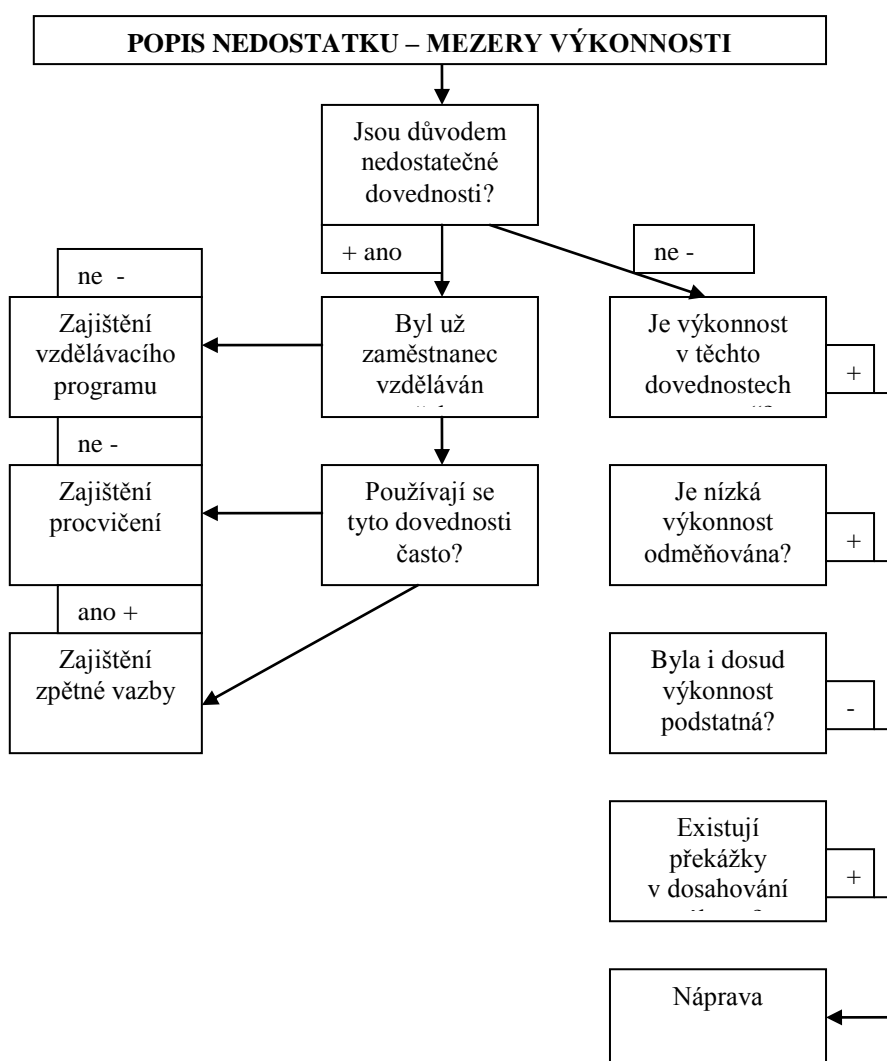 POPIS NEDOSTATKU – MEZERY VÝKONNOSTI
Jsou důvodem
nedostatečné
dovednosti?
+ ano
ne -
ne -
Zajištění
vzdělávacího
programu
Byl už
zaměstnanec
vzděláván
Je výkonnost
v těchto
dovednostech
+
ne -
Zajištění
procvičení
Používají se
tyto dovednosti
často?
Je nízká
výkonnost
odměňována?
+
ano +
Zajištění
zpětné vazby
Byla i dosud
výkonnost
podstatná?
-
Existují
překážky
v dosahování
+
Náprava